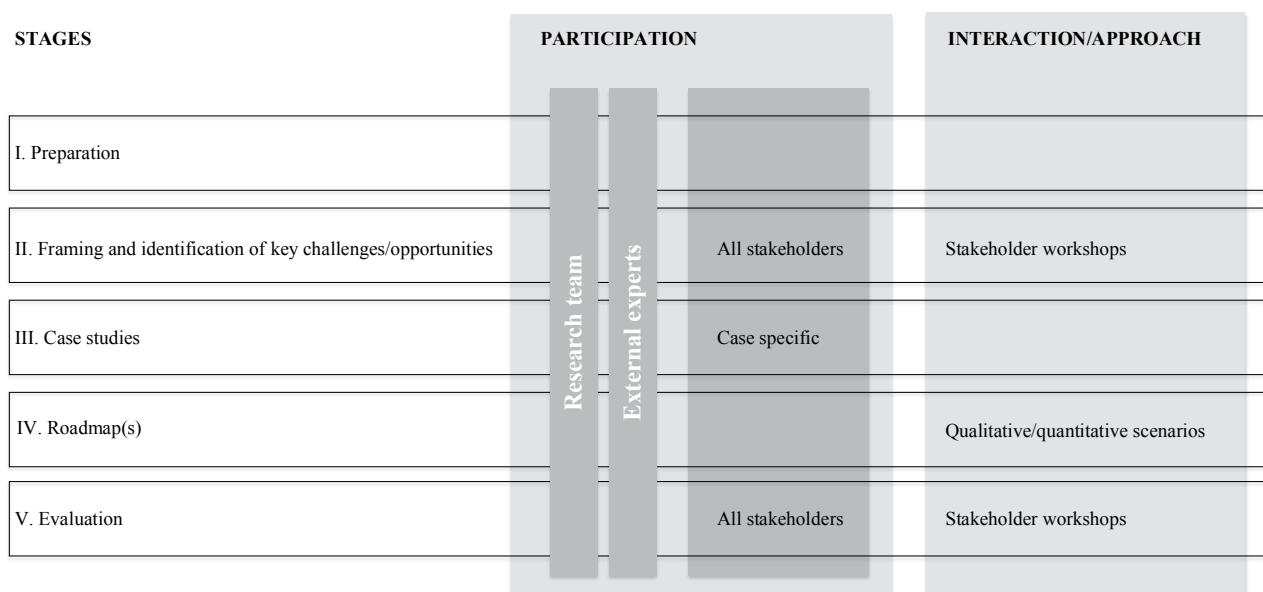 STAGES
PARTICIPATION
INTERACTION/APPROACH
I. Preparation
II. Framing and identification of key challenges/opportunities
All stakeholders
Stakeholder workshops
III. Case studies
Case specific
IV. Roadmap(s)
Qualitative/quantitative scenarios
V. Evaluation
All stakeholders
Stakeholder workshops
Research team
External experts